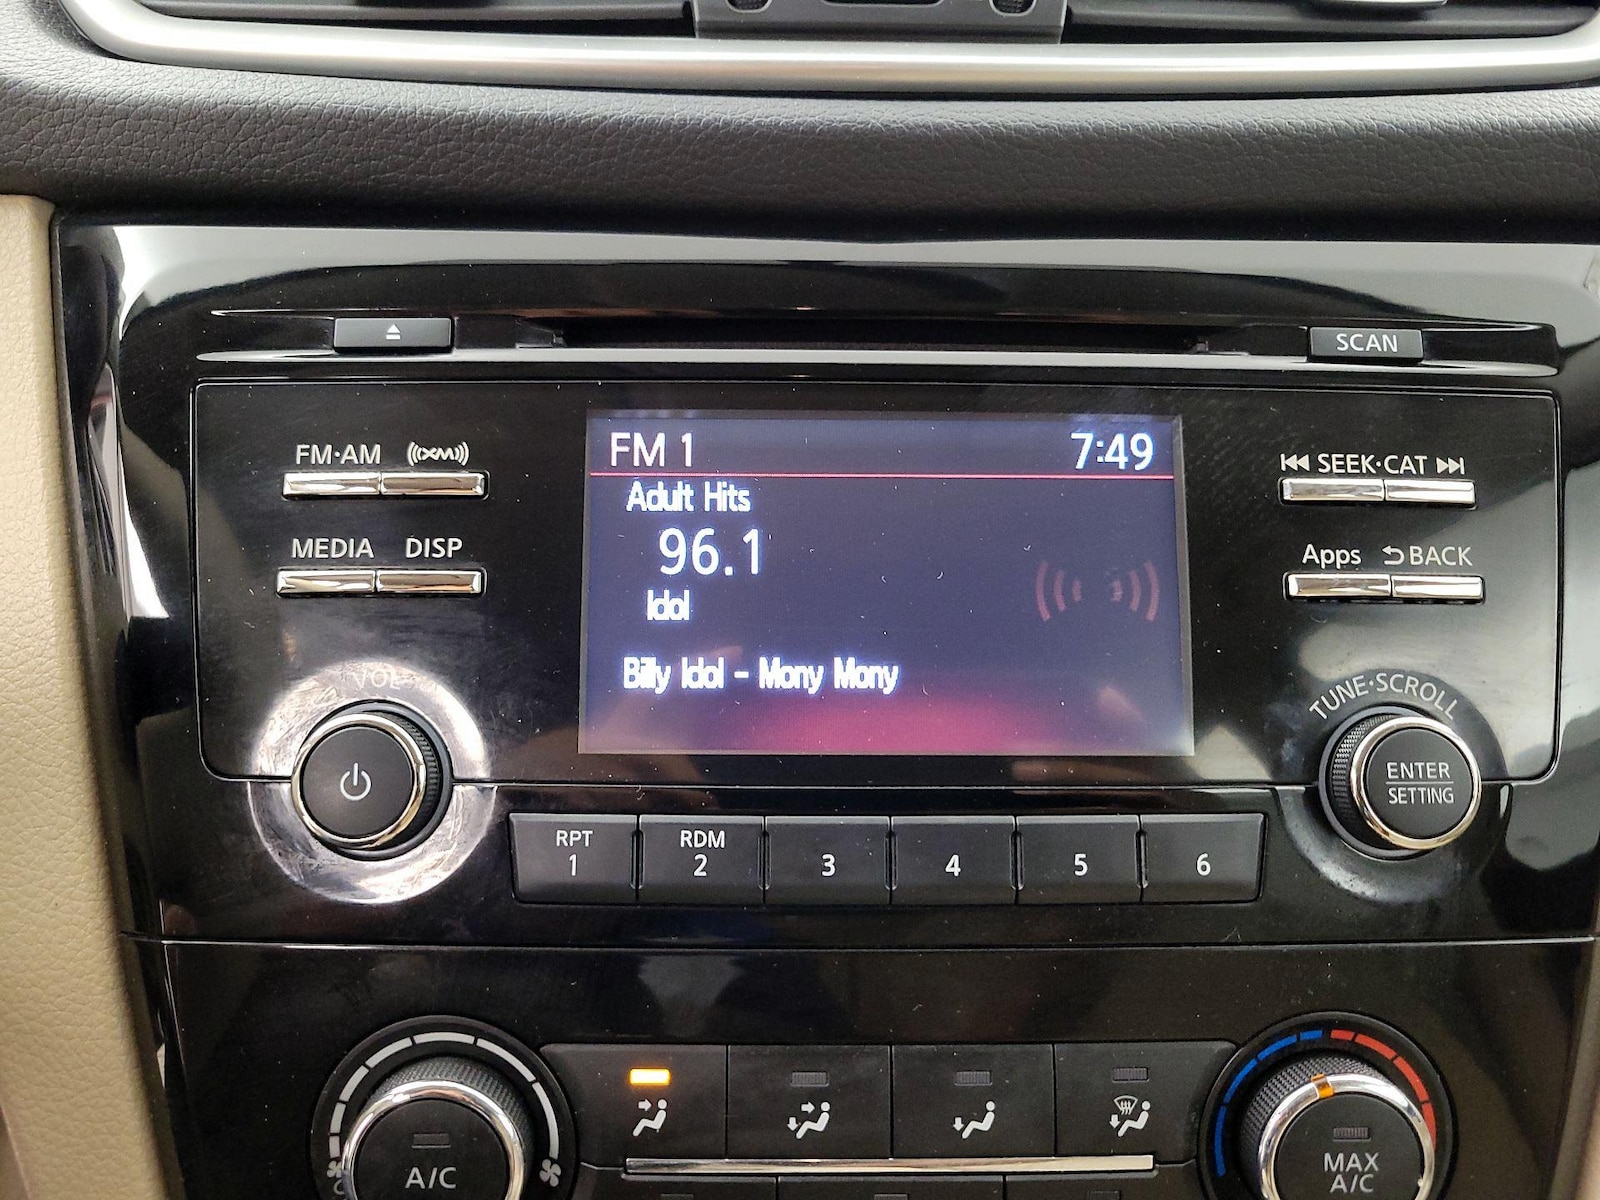 SCAN
FM·AM XM
FM 1 7:49
SEEK·CAT
Adult Hits
96.1
MEDIA DISP
Apps BACK
Idol
Billy Idol - Mony Mony
VOL
TUNE·SCROLL
ENTER
SETTING
RPT RDM
1 2 3 4 5 6
A/C
MAX
A/C